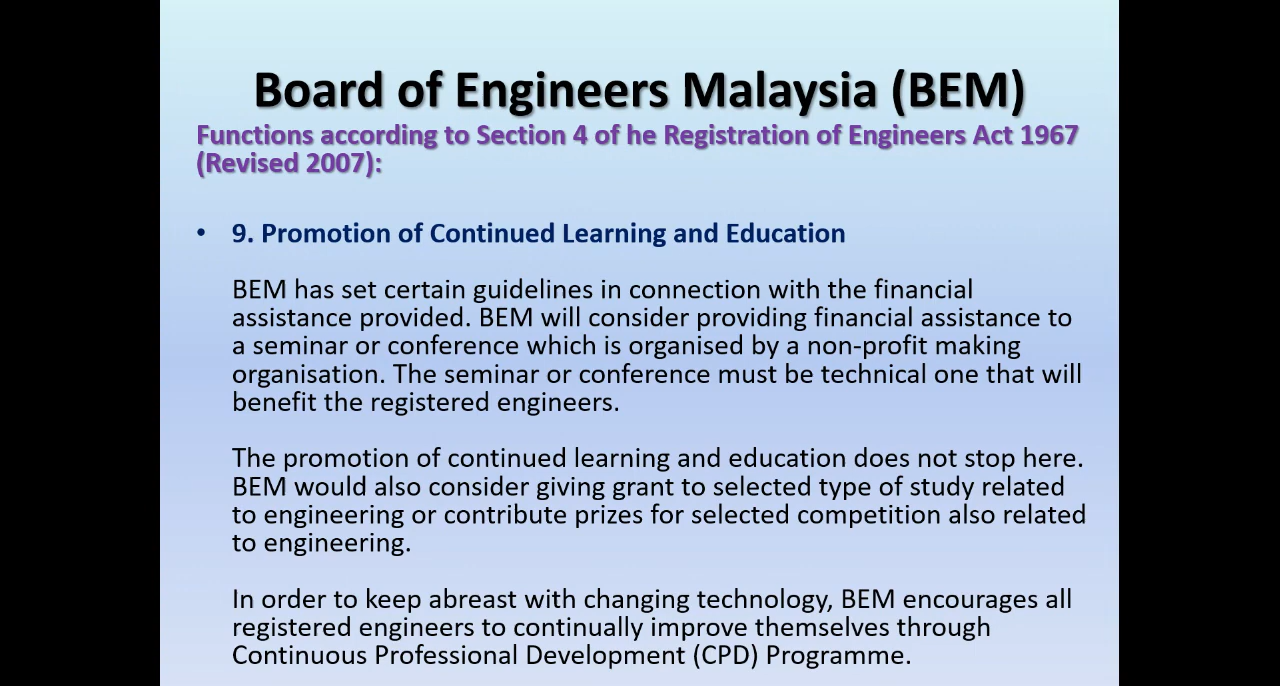 Board of Engineers Malaysia (BEM)
Functions according to Section 4 of he Registration of Engineers Act 1967
(Revised 2007):
• 9. Promotion of Continued Learning and Education
BEM has set certain guidelines in connection with the financial
assistance provided. BEM will consider providing financial assistance to
a seminar or conference which is organised by a non-profit making
organisation. The seminar or conference must be technical one that will
benefit the registered engineers.
The promotion of continued learning and education does not stop here.
BEM would also consider giving grant to selected type of study related
to engineering or contribute prizes for selected competition also related
to engineering.
In order to keep abreast with changing technology, BEM encourages all
registered engineers to continually improve themselves through
Continuous Professional Development (CPD) Programme.